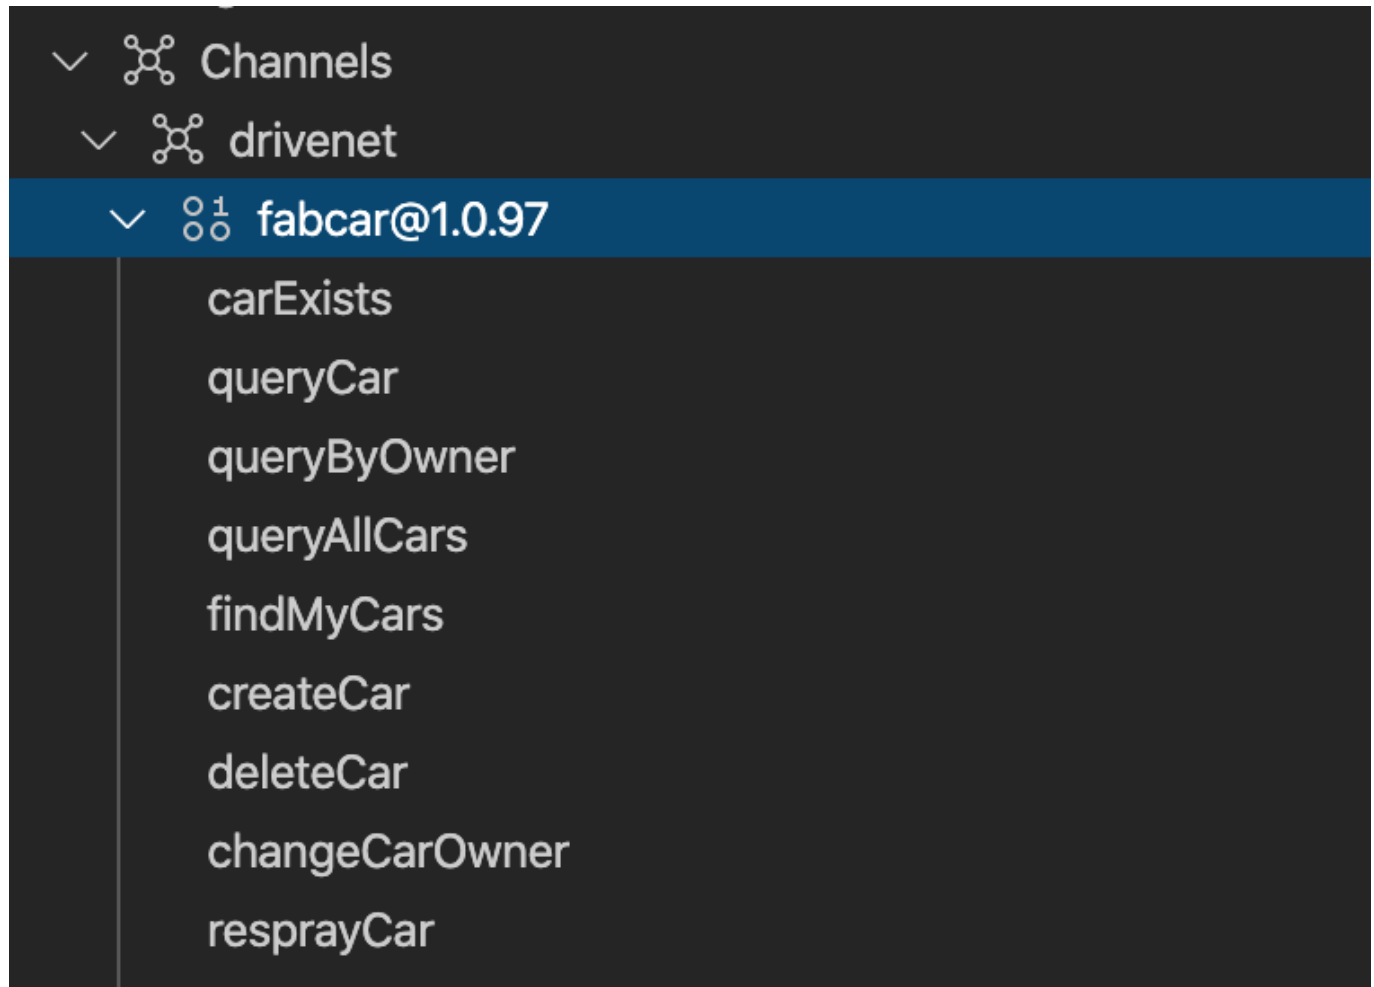 Channels
drivenet
fabcar@1.0.97
carExists
queryCar
queryByOwner
queryAllCars
findMyCars
createCar
deleteCar
changeCarOwner
resprayCar